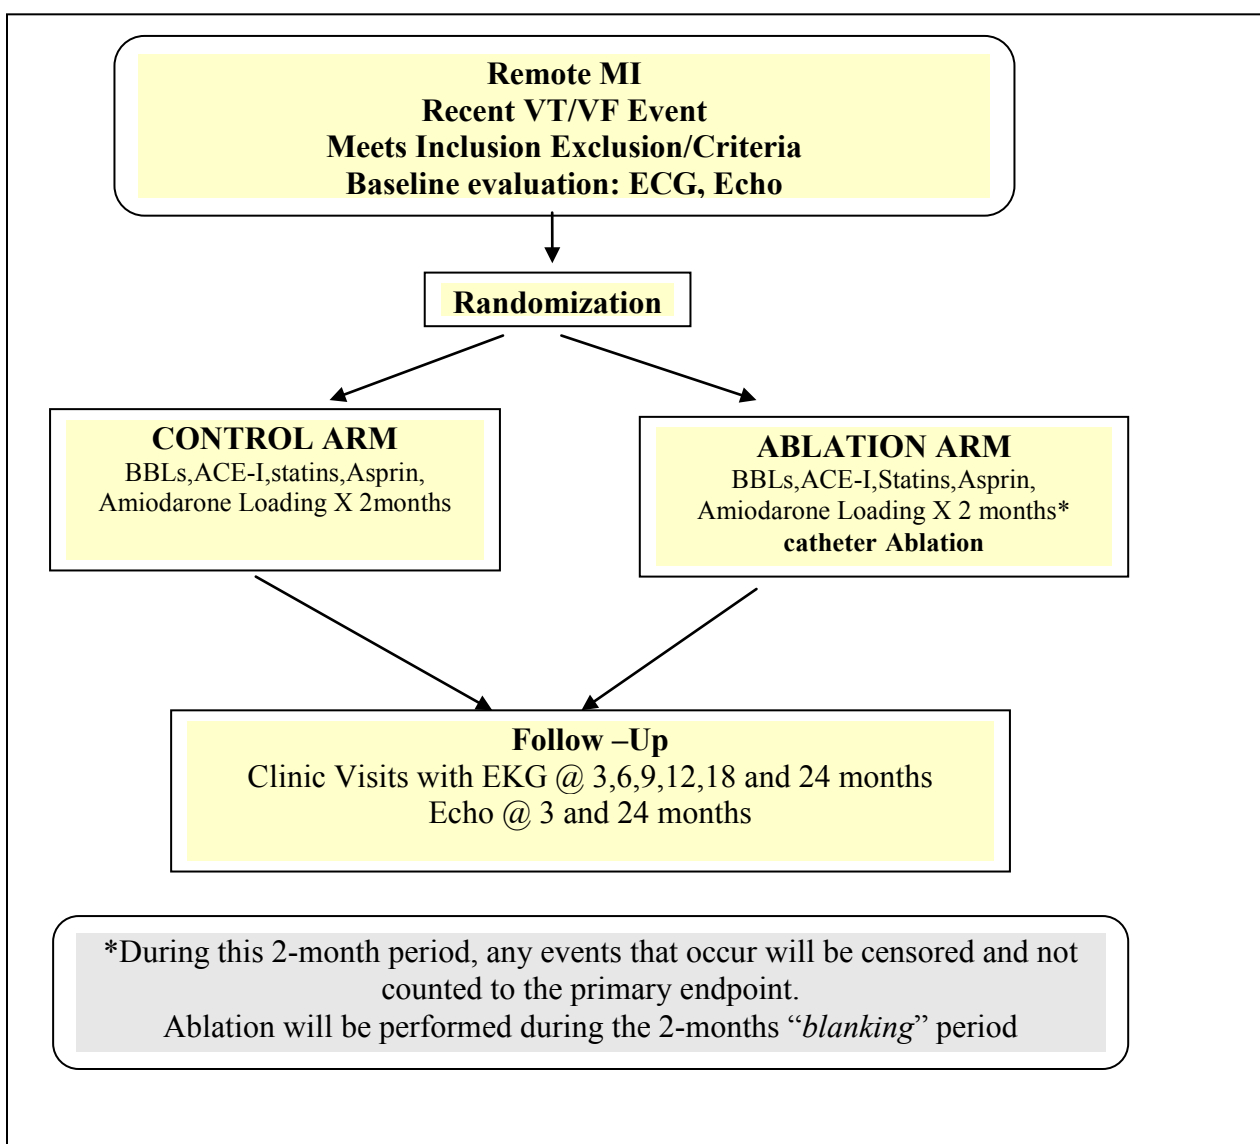 Remote MI
Recent VT/VF Event
Meets Inclusion Exclusion/Criteria
Baseline evaluation: ECG, Echo
Randomization
CONTROL ARM
BBLs,ACE-I,statins,Asprin,
Amiodarone Loading X 2months
ABLATION ARM
BBLs,ACE-I,Statins,Asprin,
Amiodarone Loading X 2 months*
catheter Ablation
Follow –Up
Clinic Visits with EKG @ 3,6,9,12,18 and 24 months
Echo @ 3 and 24 months
*During this 2-month period, any events that occur will be censored and not
counted to the primary endpoint.
Ablation will be performed during the 2-months “blanking” period